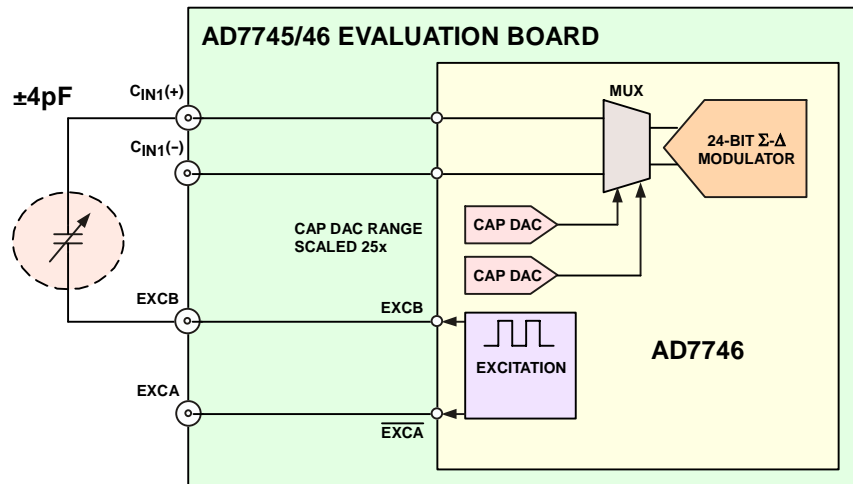 AD7745/46 EVALUATION BOARD
±4pF
CIN1(+)
CIN1(−)
MUX
24-BIT Σ-Δ
MODULATOR
CAP DAC RANGE
SCALED 25x
CAP DAC
CAP DAC
EXCB
EXCB
EXCITATION
AD7746
EXCA
E̅X̅C̅A̅